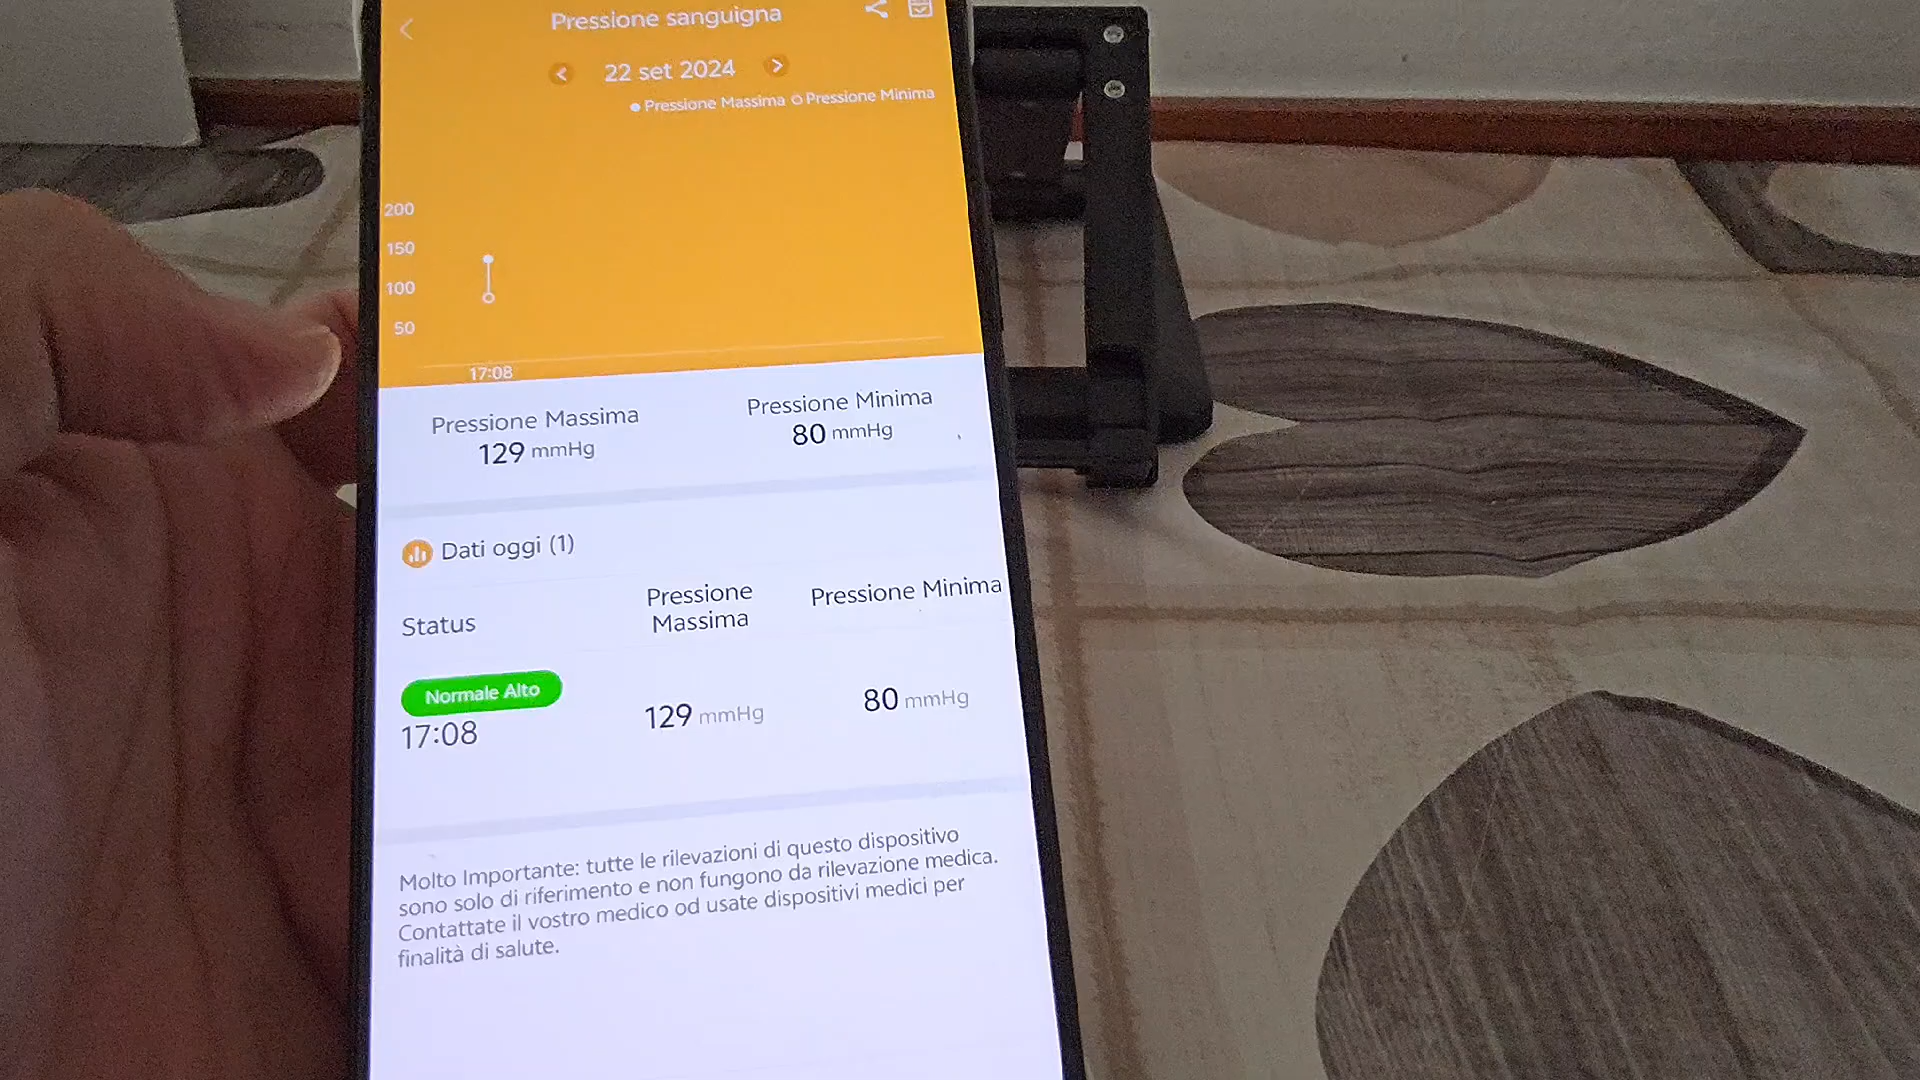 Pressione sanguigna
22 set 2024
Pressione Massima Pressione Minima
200
150
100
50
17:08
Pressione Massima Pressione Minima
129 mmHg 80 mmHg
Dati oggi (1)
Status Pressione Massima Pressione Minima
Normale Alto
17:08 129 mmHg 80 mmHg
Molto Importante: tutte le rilevazioni di questo dispositivo
sono solo di riferimento e non fungono da rilevazione medica.
Contattate il vostro medico od usate dispositivi medici per
finalità di salute.